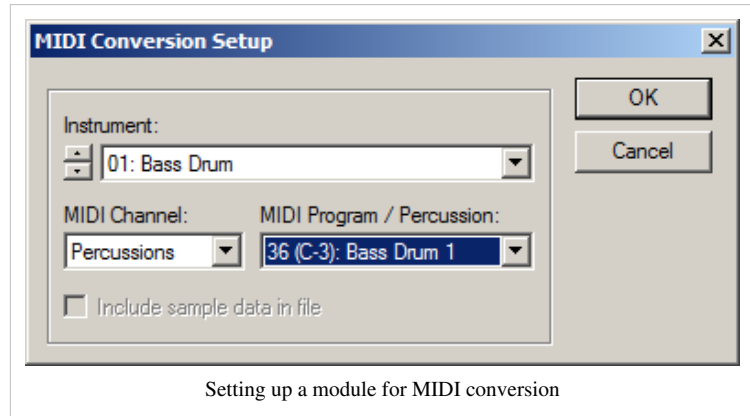 MIDI Conversion Setup
OK
Instrument:
01: Bass Drum
Cancel
MIDI Channel: MIDI Program / Percussion:
Percussions 36 (C-3): Bass Drum 1
Include sample data in file
Setting up a module for MIDI conversion